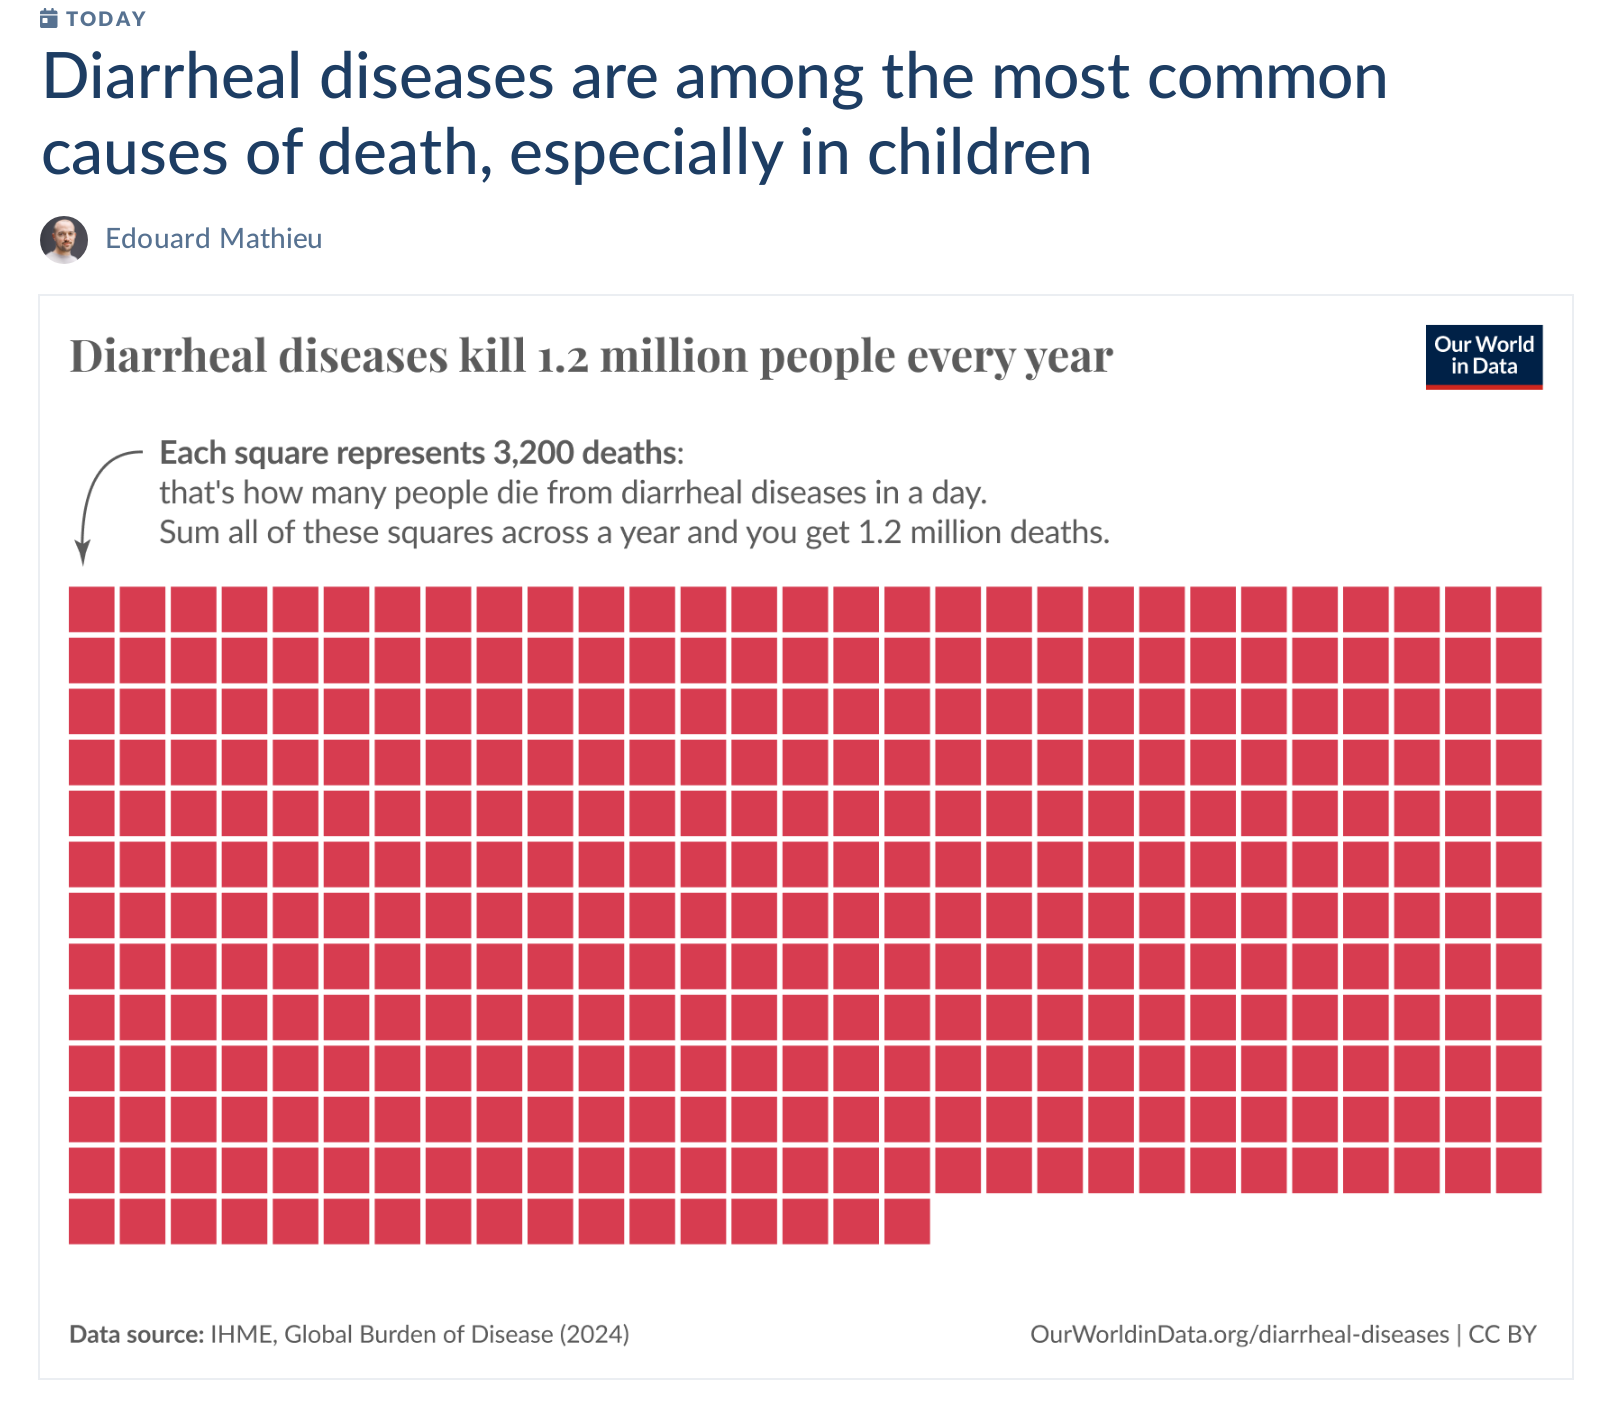 TODAY
Diarrheal diseases are among the most common
causes of death, especially in children
Edouard Mathieu
Diarrheal diseases kill 1.2 million people every year
Our World
in Data
Each square represents 3,200 deaths:
that's how many people die from diarrheal diseases in a day.
Sum all of these squares across a year and you get 1.2 million deaths.
Data source: IHME, Global Burden of Disease (2024)
OurWorldinData.org/diarrheal-diseases | CC BY